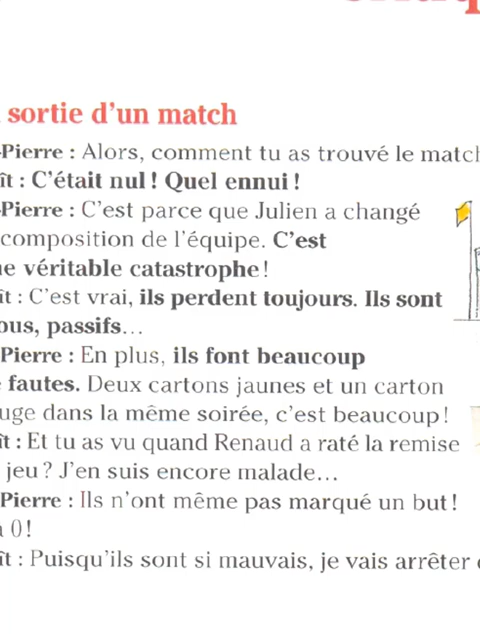 sortie d'un match
-Pierre : Alors, comment tu as trouvé le match
ît : C'était nul ! Quel ennui !
-Pierre : C'est parce que Julien a changé
composition de l'équipe. C'est
ne véritable catastrophe !
ît : C'est vrai, ils perdent toujours. Ils sont
ous, passifs...
Pierre : En plus, ils font beaucoup
fautes. Deux cartons jaunes et un carton
uge dans la même soirée, c'est beaucoup !
ît : Et tu as vu quand Renaud a raté la remise
jeu ? J'en suis encore malade...
Pierre : Ils n'ont même pas marqué un but !
à 0 !
ît : Puisqu'ils sont si mauvais, je vais arrêter